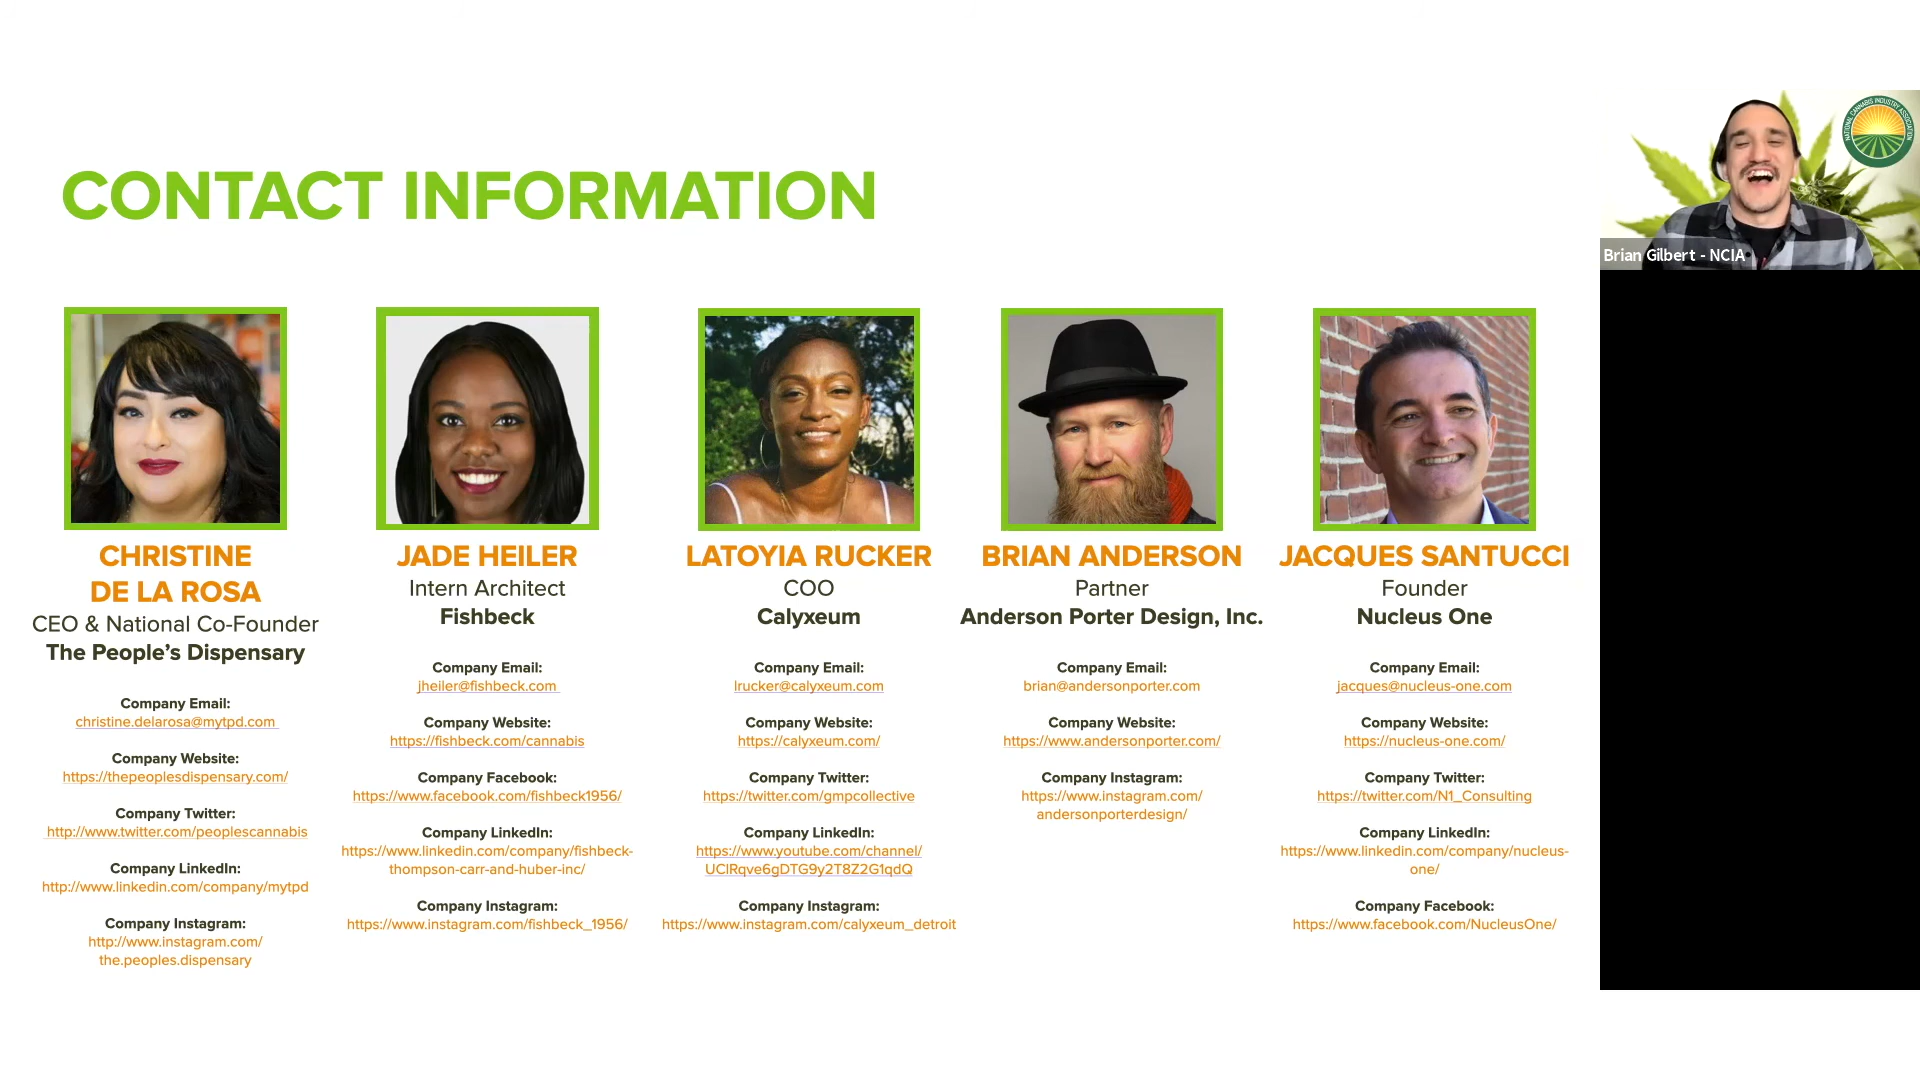 CONTACT INFORMATION
NATIONAL CANNABIS INDUSTRY ASSOCIATION
Brian Gilbert - NCIA
CHRISTINE
DE LA ROSA
CEO & National Co-Founder
The People’s Dispensary
Company Email:
christine.delarosa@mytpd.com
Company Website:
https://thepeoplesdispensary.com/
Company Twitter:
http://www.twitter.com/peoplescannabis
Company LinkedIn:
http://www.linkedin.com/company/mytpd
Company Instagram:
http://www.instagram.com/
the.peoples.dispensary
JADE HEILER
Intern Architect
Fishbeck
Company Email:
jheiler@fishbeck.com
Company Website:
https://fishbeck.com/cannabis
Company Facebook:
https://www.facebook.com/fishbeck1956/
Company LinkedIn:
https://www.linkedin.com/company/fishbeck-
thompson-carr-and-huber-inc/
Company Instagram:
https://www.instagram.com/fishbeck_1956/
LATOYIA RUCKER
COO
Calyxeum
Company Email:
lrucker@calyxeum.com
Company Website:
https://calyxeum.com/
Company Twitter:
https://twitter.com/gmpcollective
Company LinkedIn:
https://www.youtube.com/channel/
UClRqve6gDTG9y2T8Z2G1qdQ
Company Instagram:
https://www.instagram.com/calyxeum_detroit
BRIAN ANDERSON
Partner
Anderson Porter Design, Inc.
Company Email:
brian@andersonporter.com
Company Website:
https://www.andersonporter.com/
Company Instagram:
https://www.instagram.com/
andersonporterdesign/
JACQUES SANTUCCI
Founder
Nucleus One
Company Email:
jacques@nucleus-one.com
Company Website:
https://nucleus-one.com/
Company Twitter:
https://twitter.com/N1_Consulting
Company LinkedIn:
https://www.linkedin.com/company/nucleus-
one/
Company Facebook:
https://www.facebook.com/NucleusOne/